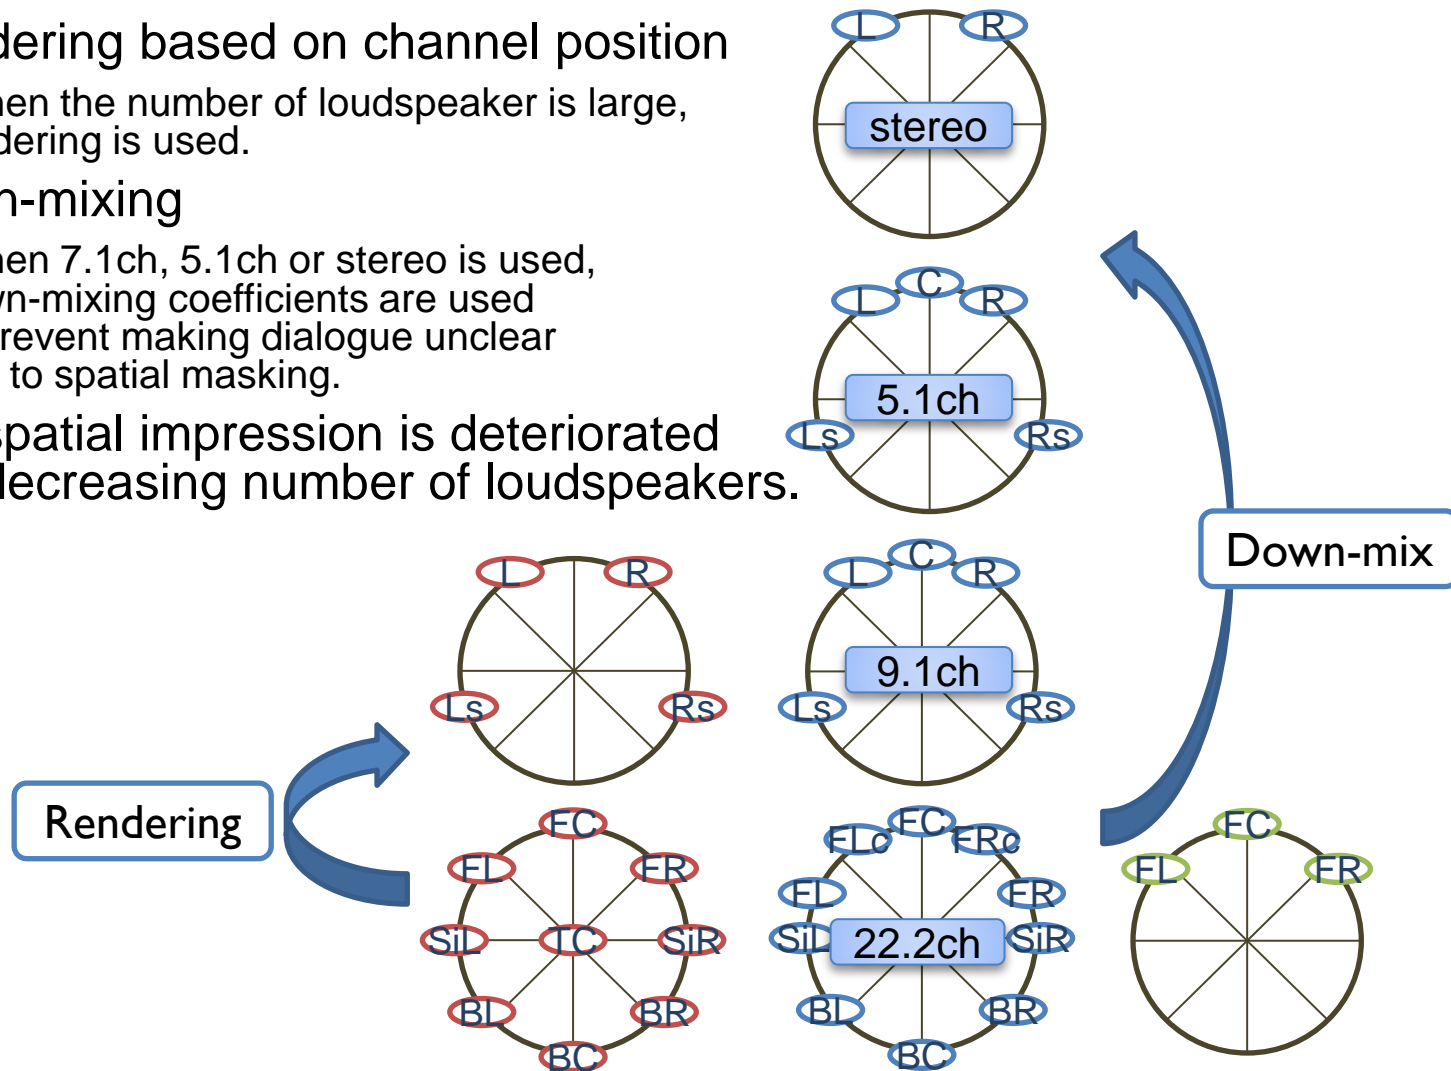 dering based on channel position
hen the number of loudspeaker is large,
dering is used.
n-mixing
hen 7.1ch, 5.1ch or stereo is used,
wn-mixing coefficients are used
revent making dialogue unclear
to spatial masking.
spatial impression is deteriorated
decreasing number of loudspeakers.
L R
stereo
L C R
5.1ch
Ls Rs
Down-mix
L R
Ls Rs
L C R
9.1ch
Ls Rs
Rendering
FC
FL FR
SiL TC SiR
BL BR
BC
FLc FC FRc
FL FR
SiL 22.2ch SiR
BL BR
BC
FC
FL FR